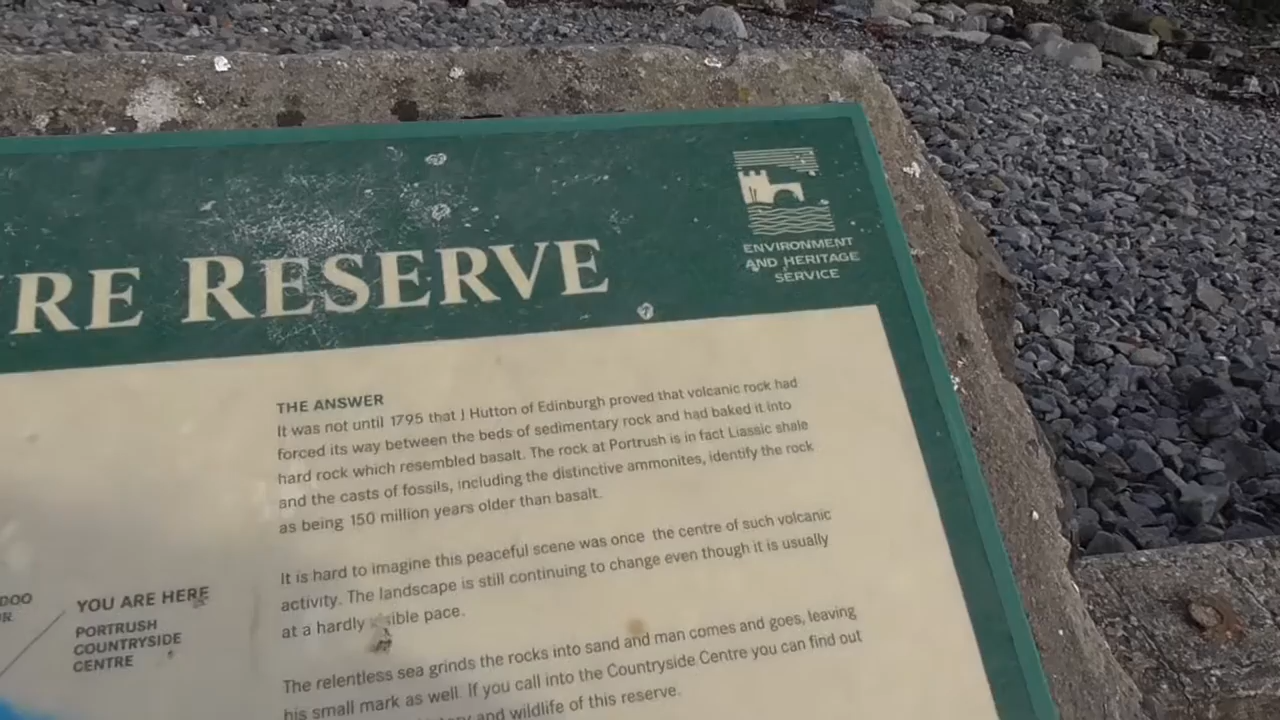 RE RESERVE
ENVIRONMENT
AND HERITAGE
SERVICE
THE ANSWER
It was not until 1795 that J Hutton of Edinburgh proved that volcanic rock had
forced its way between the beds of sedimentary rock and had baked it into
hard rock which resembled basalt. The rock at Portrush is in fact Liassic shale
and the casts of fossils, including the distinctive ammonites, identify the rock
as being 150 million years older than basalt.
It is hard to imagine this peaceful scene was once the centre of such volcanic
activity. The landscape is still continuing to change even though it is usually
at a hardly pace.
The relentless sea grinds the rocks into sand and man comes and goes, leaving
his small mark as well. If you call into the Countryside Centre you can find out
and wildlife of this reserve.
YOU ARE HERE
PORTRUSH
COUNTRYSIDE
CENTRE